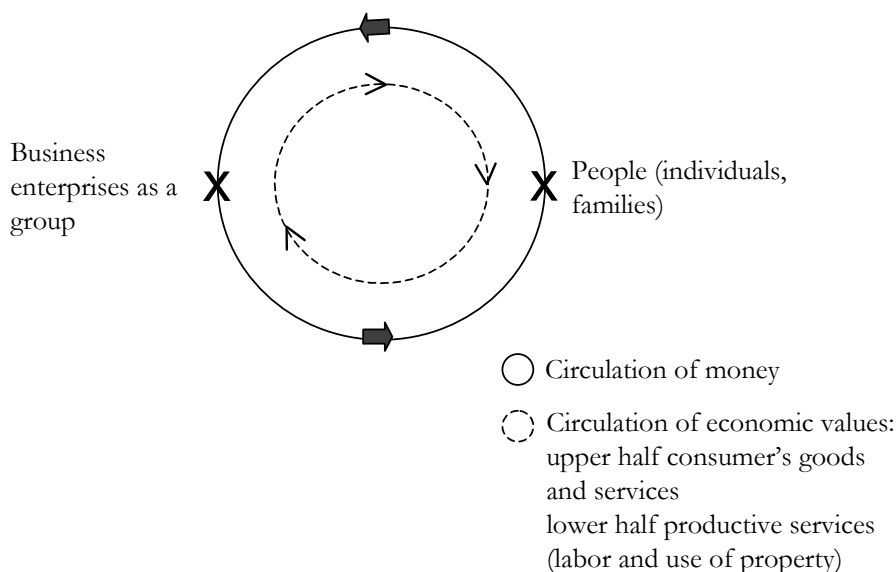 Business
enterprises as a
group
X
X
People (individuals,
families)
Circulation of money
Circulation of economic values:
upper half consumer’s goods
and services
lower half productive services
(labor and use of property)